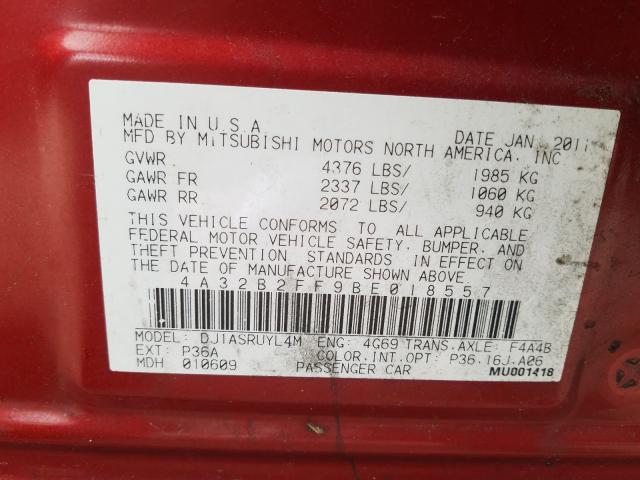 MADE IN U.S.A. DATE JAN. 2011
MFD BY MITSUBISHI MOTORS NORTH AMERICA, INC
GVWR 4376 LBS/ 1985 KG
GAWR FR 2337 LBS/ 1060 KG
GAWR RR 2072 LBS/ 940 KG
THIS VEHICLE CONFORMS TO ALL APPLICABLE
FEDERAL MOTOR VEHICLE SAFETY, BUMPER, AND
THEFT PREVENTION STANDARDS IN EFFECT ON
THE DATE OF MANUFACTURE SHOWN ABOVE
4A32B2FF9BE018557
MODEL: DJ1ASRUYL4M ENG: 4G69 TRANS.AXLE: F4A4B
EXT: P36A COLOR.INT.OPT: P36.16J.A06
MDH 010609 PASSENGER CAR MU001418